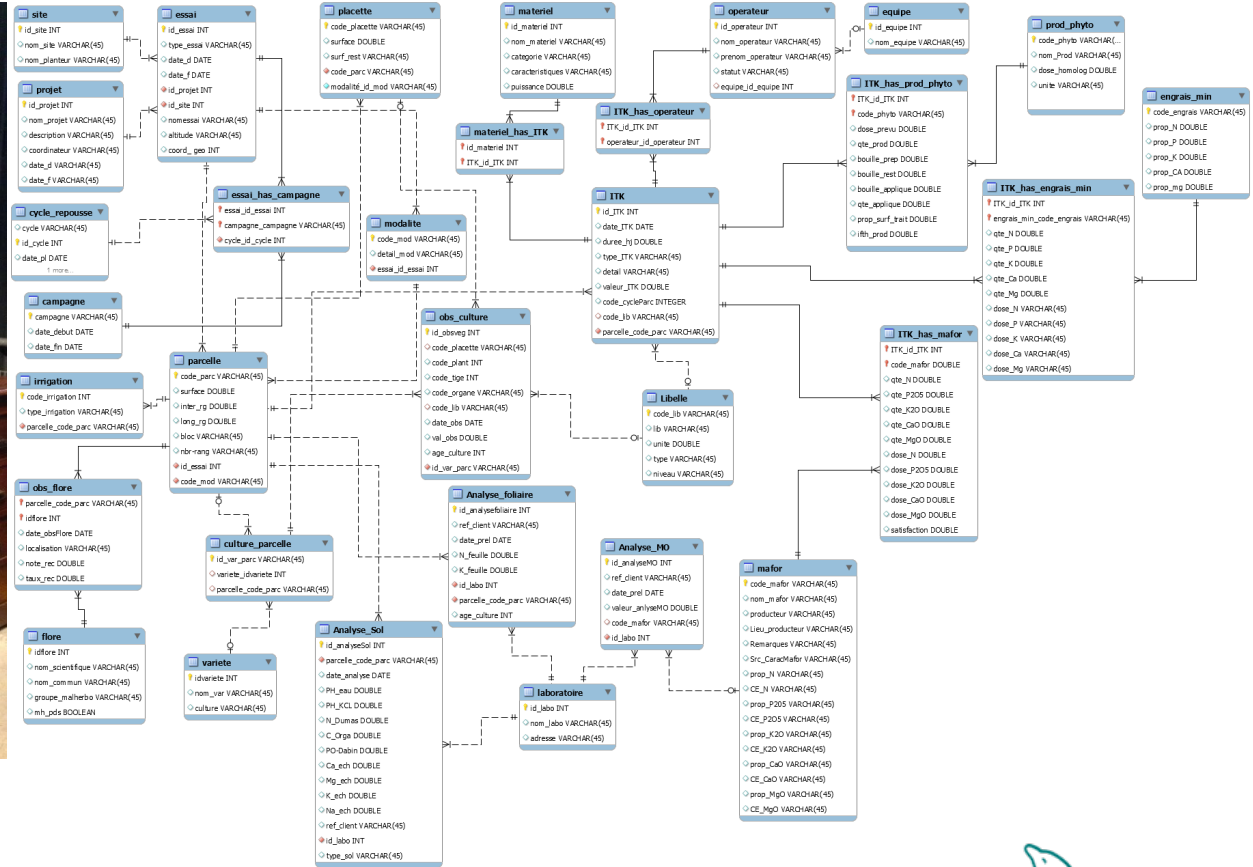 site
id_site INT
nom_site VARCHAR(45)
nom_planteur VARCHAR(45)
essai
id_essai INT
type_essai VARCHAR(45)
date_d DATE
date_f DATE
id_projet INT
id_site INT
nomessai VARCHAR(45)
altitude VARCHAR(45)
coord_ geo INT
placette
code_placette VARCHAR(45)
surface DOUBLE
surf_rest VARCHAR(45)
code_parc VARCHAR(45)
modalité_id_mod VARCHAR(45)
materiel
id_materiel INT
nom_materiel VARCHAR(45)
categorie VARCHAR(45)
caracteristiques VARCHAR(45)
puissance DOUBLE
operateur
id_operateur INT
nom_operateur VARCHAR(45)
prenom_operateur VARCHAR(45)
statut VARCHAR(45)
equipe_id_equipe INT
equipe
id_equipe INT
nom_equipe VARCHAR(45)
prod_phyto
code_phyto VARCHAR(...
nom_Prod VARCHAR(45)
dose_homolog DOUBLE
unite VARCHAR(45)
projet
id_projet INT
nom_projet VARCHAR(45)
description VARCHAR(45)
coordinateur VARCHAR(45)
date_d VARCHAR(45)
date_f VARCHAR(45)
materiel_has_ITK
id_materiel INT
ITK_id_ITK INT
ITK_has_operateur
ITK_id_ITK INT
operateur_id_operateur INT
ITK_has_prod_phyto
ITK_id_ITK INT
code_phyto VARCHAR(45)
dose_prevu DOUBLE
qte_prod DOUBLE
bouille_prep DOUBLE
bouille_rest DOUBLE
bouille_applique DOUBLE
qte_applique DOUBLE
prop_surf_trait DOUBLE
ifth_prod DOUBLE
engrais_min
code_engrais VARCHAR(45)
prop_N DOUBLE
prop_P DOUBLE
prop_K DOUBLE
prop_CA DOUBLE
prop_mg DOUBLE
cycle_repousse
cycle VARCHAR(45)
id_cycle INT
date_pl DATE
1 more...
essai_has_campagne
essai_id_essai INT
campagne_campagne VARCHAR(45)
cycle_id_cycle INT
modalite
code_mod VARCHAR(45)
detail_mod VARCHAR(45)
essai_id_essai INT
ITK
id_ITK INT
date_ITK DATE
duree_hj DOUBLE
type_ITK VARCHAR(45)
detail VARCHAR(45)
valeur_ITK DOUBLE
code_cycleParc INTEGER
code_lib VARCHAR(45)
parcelle_code_parc VARCHAR(45)
ITK_has_engrais_min
ITK_id_ITK INT
engrais_min_code_engrais VARCHAR(45)
qte_N DOUBLE
qte_P DOUBLE
qte_K DOUBLE
qte_Ca DOUBLE
qte_Mg DOUBLE
dose_N VARCHAR(45)
dose_P VARCHAR(45)
dose_K VARCHAR(45)
dose_Ca VARCHAR(45)
dose_Mg VARCHAR(45)
campagne
campagne VARCHAR(45)
date_debut DATE
date_fin DATE
obs_culture
id_obsveg INT
code_placette VARCHAR(45)
code_plant INT
code_tige INT
code_organe VARCHAR(45)
code_lib VARCHAR(45)
date_obs DATE
val_obs DOUBLE
age_culture INT
id_var_parc VARCHAR(45)
ITK_has_mafor
ITK_id_ITK INT
code_mafor DOUBLE
qte_N DOUBLE
qte_P2O5 DOUBLE
qte_K2O DOUBLE
qte_CaO DOUBLE
qte_MgO DOUBLE
dose_N DOUBLE
dose_P2O5 DOUBLE
dose_K2O DOUBLE
dose_CaO DOUBLE
dose_MgO DOUBLE
satisfaction DOUBLE
parcelle
code_parc VARCHAR(45)
surface DOUBLE
inter_rg DOUBLE
long_rg DOUBLE
bloc VARCHAR(45)
nbr-rang VARCHAR(45)
id_essai INT
code_mod VARCHAR(45)
irrigation
code_irrigation INT
type_irrigation VARCHAR(45)
parcelle_code_parc VARCHAR(45)
Libelle
code_lib VARCHAR(45)
lib VARCHAR(45)
unite DOUBLE
type VARCHAR(45)
niveau VARCHAR(45)
obs_flore
parcelle_code_parc VARCHAR(45)
idflore INT
date_obsFlore DATE
localisation VARCHAR(45)
note_rec DOUBLE
taux_rec DOUBLE
culture_parcelle
id_var_parc VARCHAR(45)
variete_idvariete INT
parcelle_code_parc VARCHAR(45)
Analyse_foliaire
id_analysefoliaire INT
ref_client VARCHAR(45)
date_prel DATE
N_feuille DOUBLE
K_feuille DOUBLE
id_labo INT
parcelle_code_parc VARCHAR(45)
age_culture INT
Analyse_MO
id_analyseMO INT
ref_client VARCHAR(45)
date_prel DATE
valeur_anlyseMO DOUBLE
code_mafor VARCHAR(45)
id_labo INT
mafor
code_mafor VARCHAR(45)
nom_mafor VARCHAR(45)
producteur VARCHAR(45)
Lieu_producteur VARCHAR(45)
Remarques VARCHAR(45)
Src_CaracMafor VARCHAR(45)
prop_N VARCHAR(45)
CE_N VARCHAR(45)
prop_P205 VARCHAR(45)
CE_P2O5 VARCHAR(45)
prop_K2O VARCHAR(45)
CE_K2O VARCHAR(45)
prop_CaO VARCHAR(45)
CE_CaO VARCHAR(45)
prop_MgO VARCHAR(45)
CE_MgO VARCHAR(45)
flore
idflore INT
nom_scientifique VARCHAR(45)
nom_commun VARCHAR(45)
groupe_malherbo VARCHAR(45)
mh_pds BOOLEAN
variete
idvariete INT
nom_var VARCHAR(45)
culture VARCHAR(45)
Analyse_Sol
id_analyseSol INT
parcelle_code_parc VARCHAR(45)
date_analyse DATE
PH_eau DOUBLE
PH_KCL DOUBLE
N_Dumas DOUBLE
C_Orga DOUBLE
PO-Dabin DOUBLE
Ca_ech DOUBLE
Mg_ech DOUBLE
K_ech DOUBLE
Na_ech DOUBLE
ref_client VARCHAR(45)
id_labo INT
type_sol VARCHAR(45)
laboratoire
id_labo INT
nom_labo VARCHAR(45)
adresse VARCHAR(45)